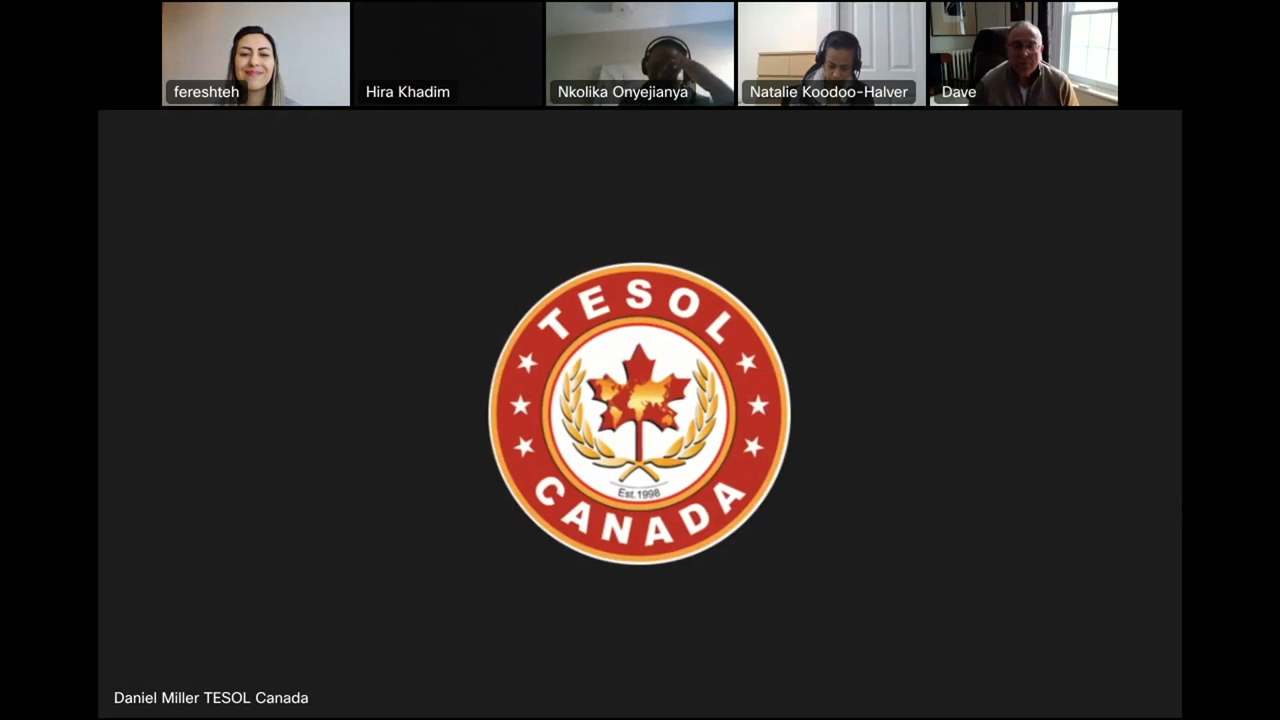 fereshteh
Hira Khadim
Nkolika Onyejianya
Natalie Koodoo-Halver
Dave
TESOL
Est. 1998
CANADA
Daniel Miller TESOL Canada